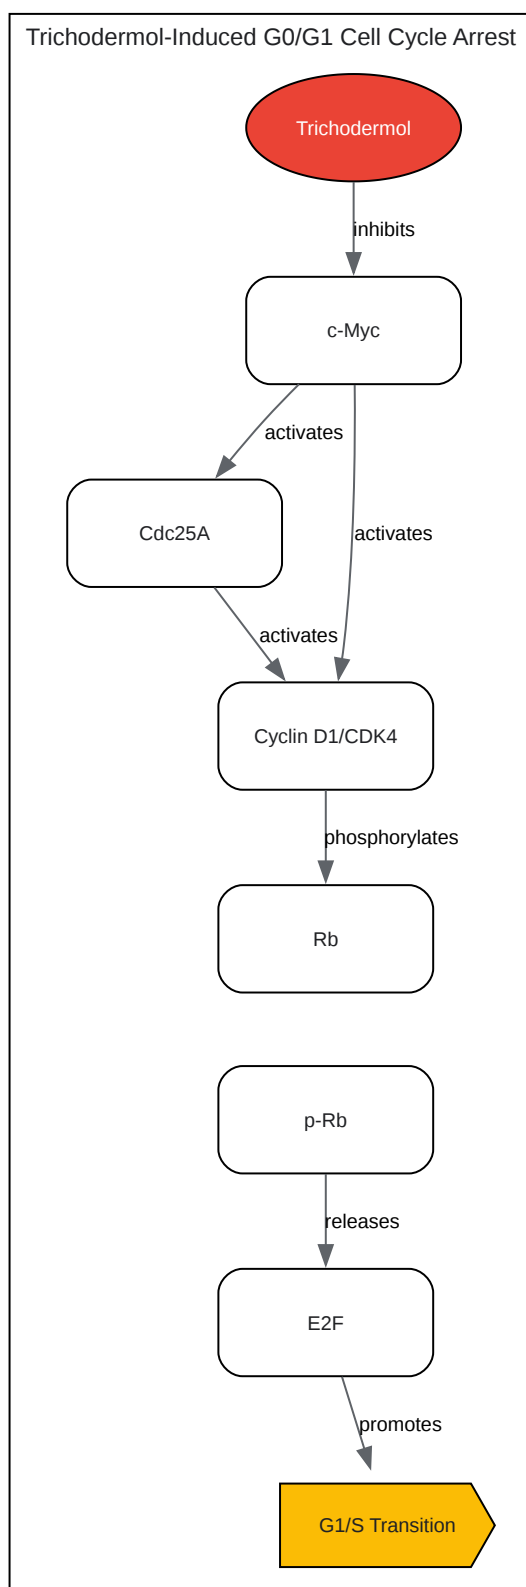 Trichodermol-Induced G0/G1 Cell Cycle Arrest
Trichodermol
inhibits
c-Myc
activates
Cdc25A
activates
activates
Cyclin D1/CDK4
phosphorylates
Rb
p-Rb
releases
E2F
promotes
G1/S Transition